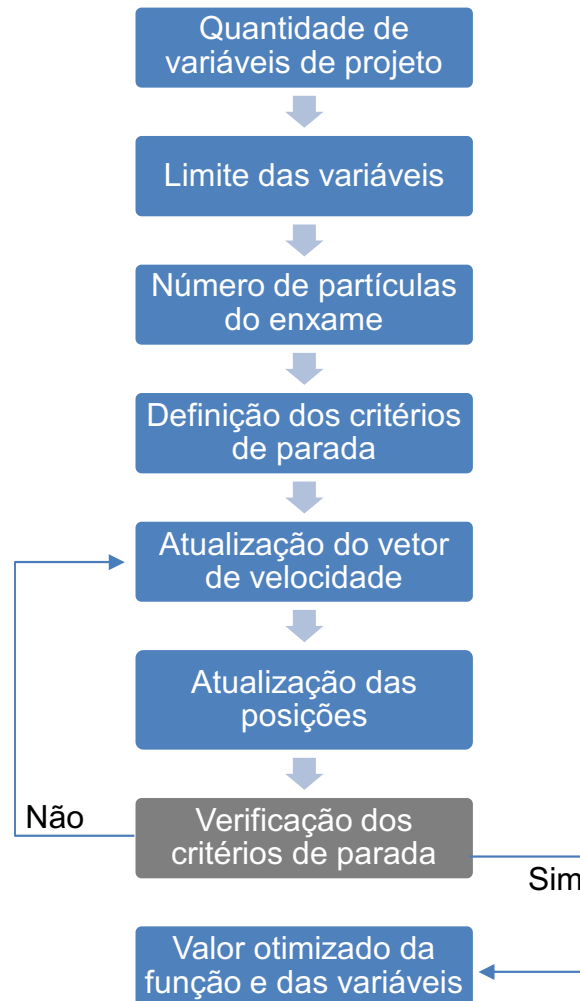 Quantidade de
variáveis de projeto
Limite das variáveis
Número de partículas
do enxame
Definição dos critérios
de parada
Atualização do vetor
de velocidade
Atualização das
posições
Não
Verificação dos
critérios de parada
Sim
Valor otimizado da
função e das variáveis